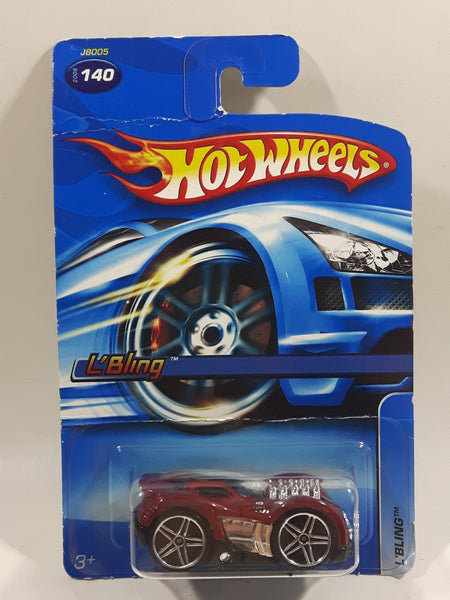 J8005
2006
140
HOT WHEELS®
L'Bling™
L'BLING™
3+